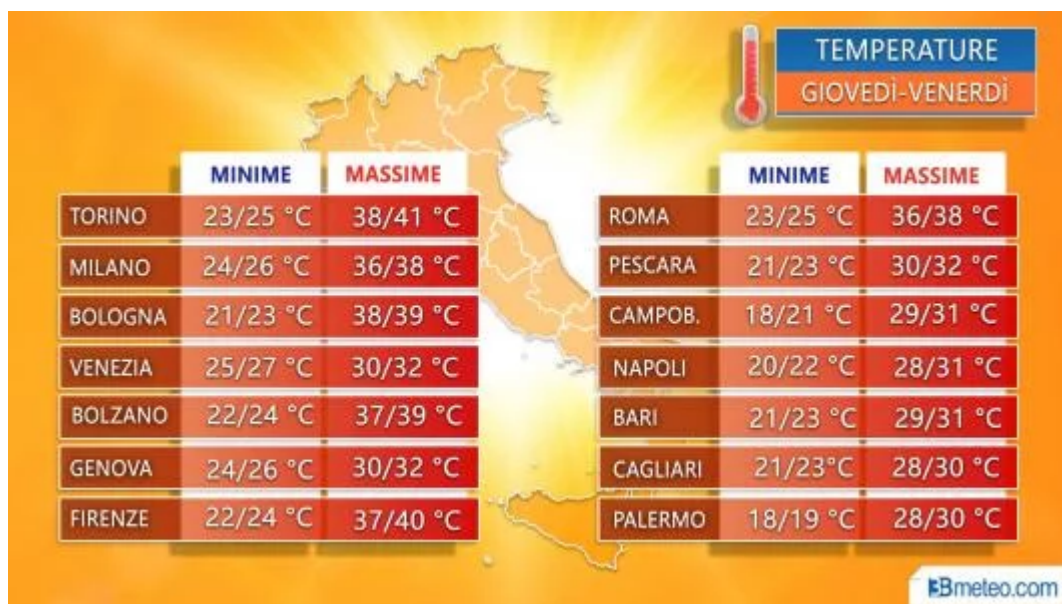 TEMPERATURE
GIOVEDÌ-VENERDÌ
MINIME MASSIME
TORINO 23/25 °C 38/41 °C
MILANO 24/26 °C 36/38 °C
BOLOGNA 21/23 °C 38/39 °C
VENEZIA 25/27 °C 30/32 °C
BOLZANO 22/24 °C 37/39 °C
GENOVA 24/26 °C 30/32 °C
FIRENZE 22/24 °C 37/40 °C
MINIME MASSIME
ROMA 23/25 °C 36/38 °C
PESCARA 21/23 °C 30/32 °C
CAMPOB. 18/21 °C 29/31 °C
NAPOLI 20/22 °C 28/31 °C
BARI 21/23 °C 29/31 °C
CAGLIARI 21/23°C 28/30 °C
PALERMO 18/19 °C 28/30 °C
3Bmeteo.com